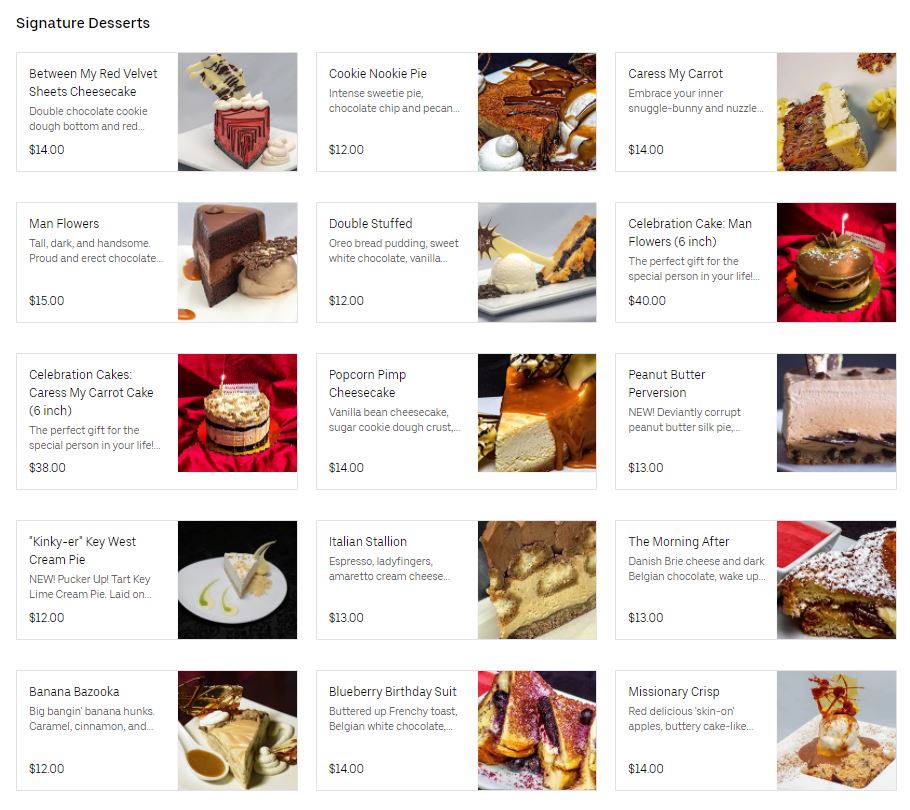 Signature Desserts
Between My Red Velvet
Sheets Cheesecake
Double chocolate cookie
dough bottom and red...
$14.00
Cookie Nookie Pie
Intense sweetie pie,
chocolate chip and pecan...
$12.00
Caress My Carrot
Embrace your inner
snuggle-bunny and nuzzle...
$14.00
Man Flowers
Tall, dark, and handsome.
Proud and erect chocolate...
$15.00
Double Stuffed
Oreo bread pudding, sweet
white chocolate, vanilla...
$12.00
Celebration Cake: Man
Flowers (6 inch)
The perfect gift for the
special person in your life!...
$40.00
Celebration Cakes:
Caress My Carrot Cake
(6 inch)
The perfect gift for the
special person in your life!...
$38.00
Popcorn Pimp
Cheesecake
Vanilla bean cheesecake,
sugar cookie dough crust,...
$14.00
Peanut Butter
Perversion
NEW! Deviantly corrupt
peanut butter silk pie,...
$13.00
"Kinky-er" Key West
Cream Pie
NEW! Pucker Up! Tart Key
Lime Cream Pie. Laid on...
$12.00
Italian Stallion
Espresso, ladyfingers,
amaretto cream cheese...
$13.00
The Morning After
Danish Brie cheese and dark
Belgian chocolate, wake up...
$13.00
Banana Bazooka
Big bangin' banana hunks.
Caramel, cinnamon, and...
$12.00
Blueberry Birthday Suit
Buttered up Frenchy toast,
Belgian white chocolate,...
$14.00
Missionary Crisp
Red delicious 'skin-on'
apples, buttery cake-like...
$14.00